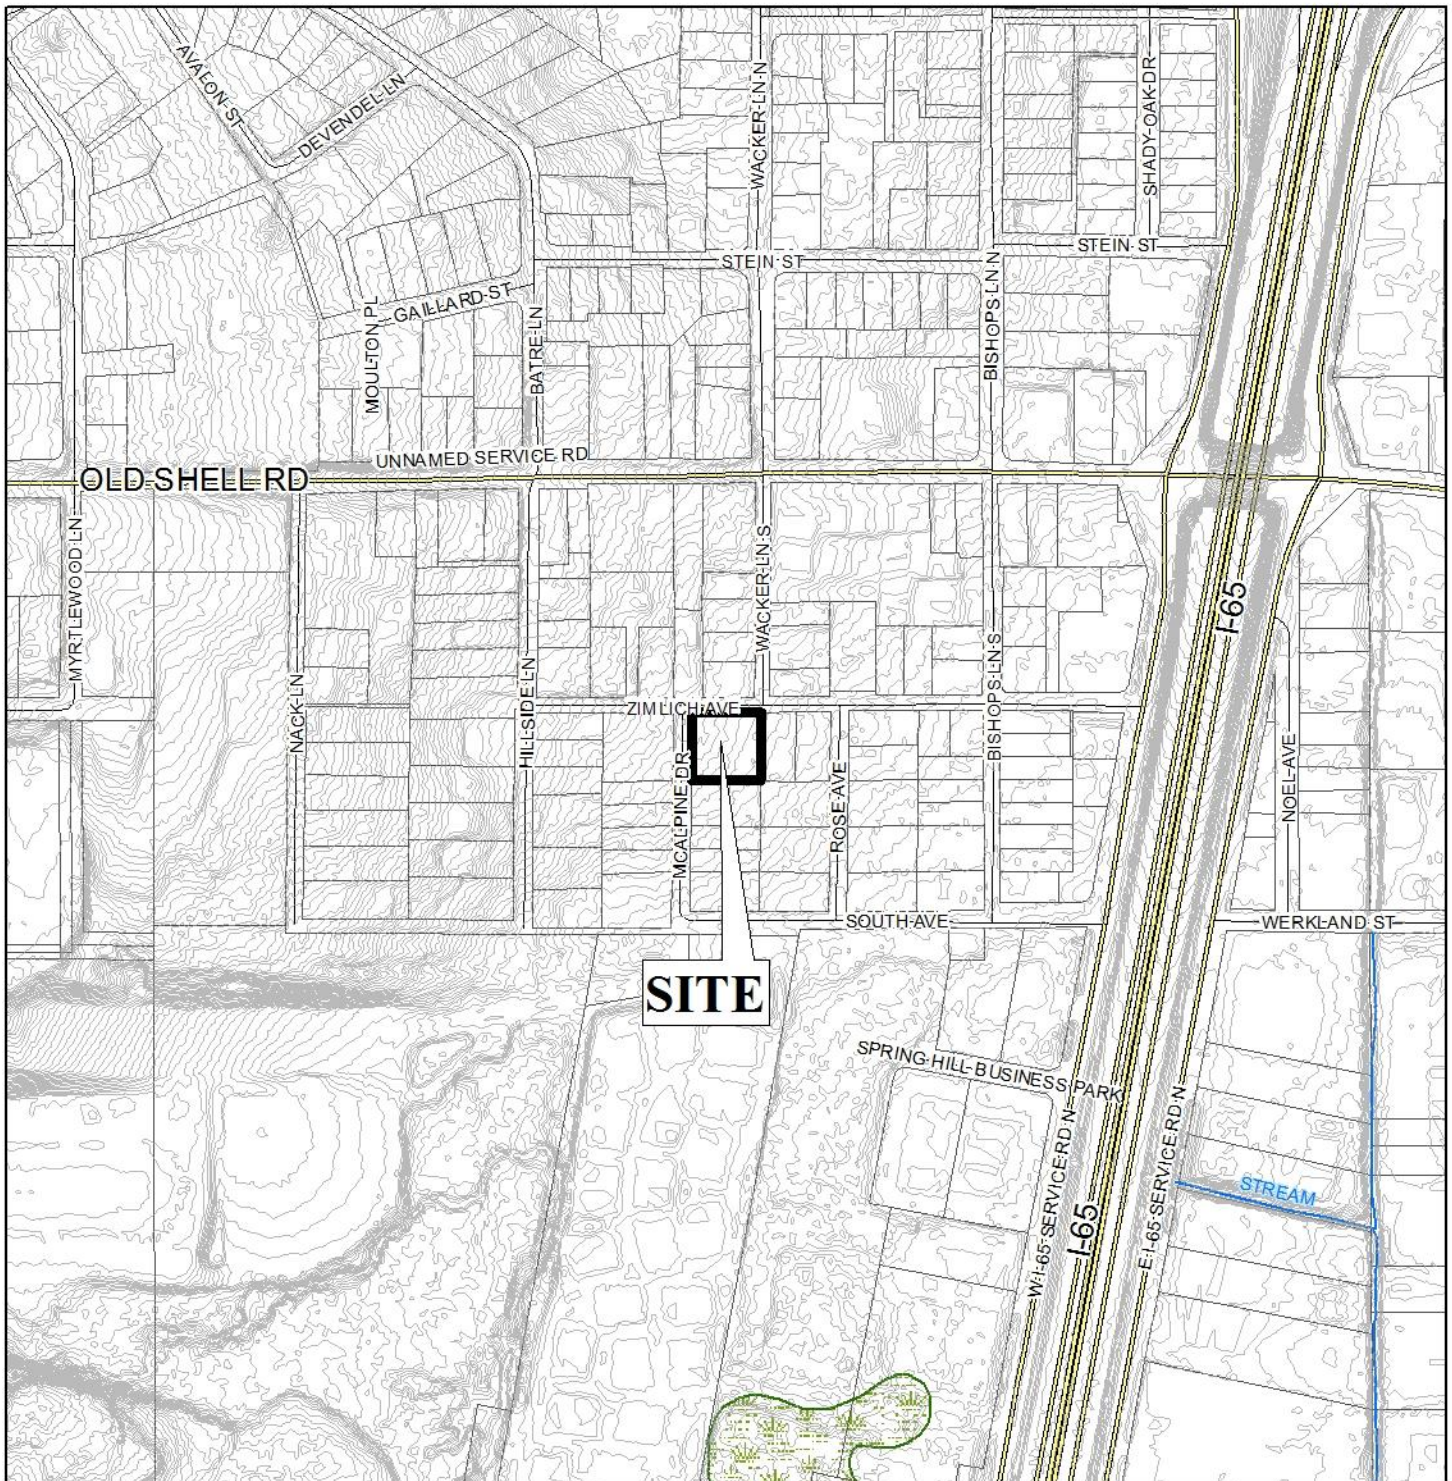 AVALON ST
DEVENDEL LN
WACKER LN N
SHADY OAK DR
STEIN ST
STEIN ST
BISHOPS LN N
GAILLARD ST
MOULTON PL
BATRE LN
UNNAMED SERVICE RD
OLD SHELL RD
MYRTLEWOOD LN
WACKER LN S
I-65
NACK LN
HILLSIDE LN
BISHOPS LN S
ZIMLICH AVE
MCALPINE DR
ROSE AVE
NOEL AVE
SOUTH AVE
WERKLAND ST
SITE
SPRING HILL BUSINESS PARK
W I-65 SERVICE RD N
I-65
E I-65 SERVICE RD N
STREAM